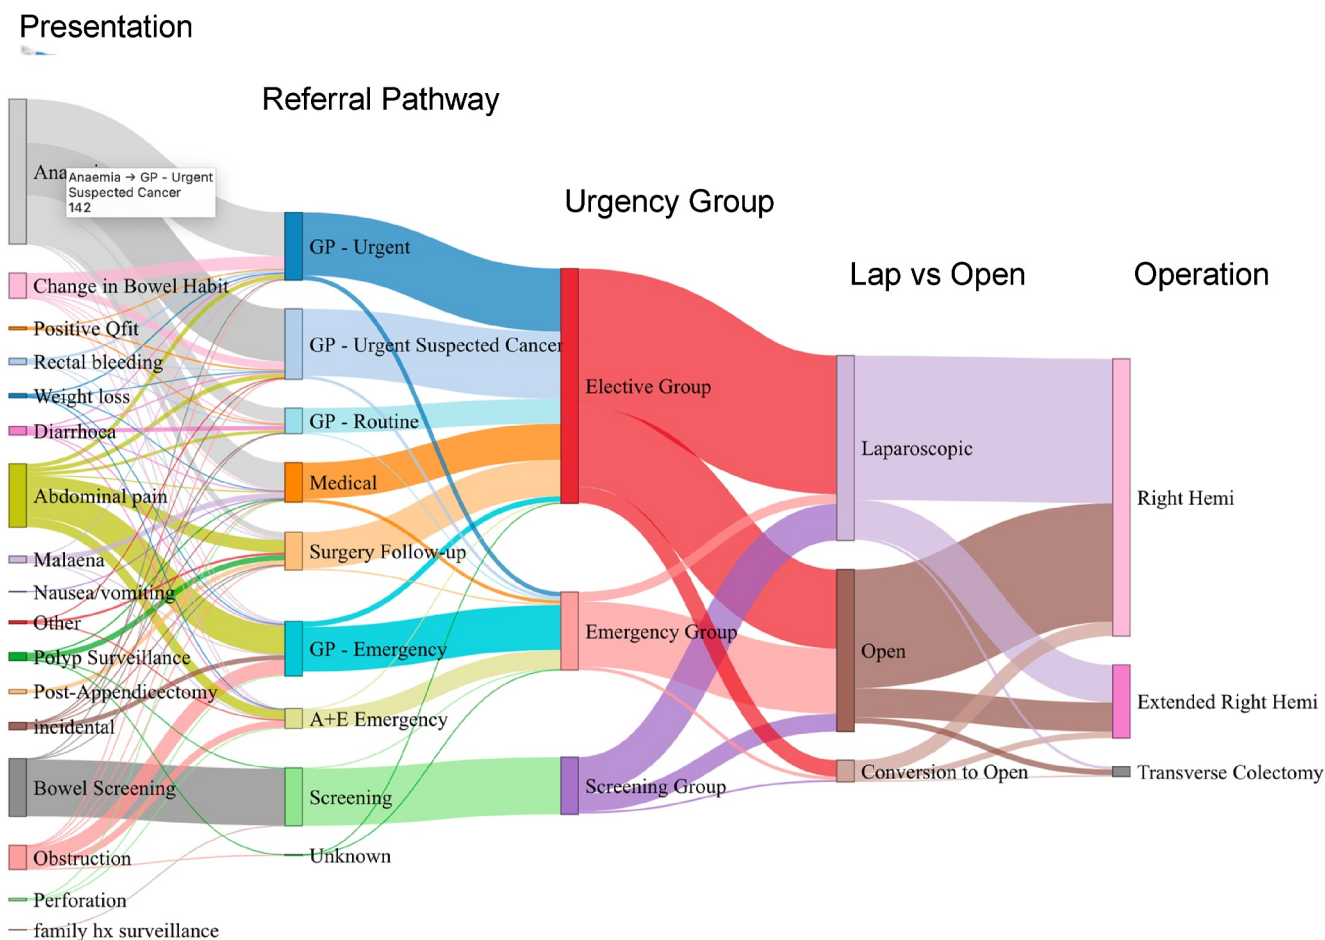 Presentation
Referral Pathway
Urgency Group
Lap vs Open
Operation
Ana
Anaemia → GP - Urgent
Suspected Cancer
142
Change in Bowel Habit
Positive Qfit
Rectal bleeding
Weight loss
Diarrhoea
Abdominal pain
Malaena
Nausea/vomiting
Other
Polyp Surveillance
Post-Appendicectomy
incidental
Bowel Screening
Obstruction
Perforation
family hx surveillance
GP - Urgent
GP - Urgent Suspected Cancer
GP - Routine
Medical
Surgery Follow-up
GP - Emergency
A+E Emergency
Screening
Unknown
Elective Group
Emergency Group
Screening Group
Laparoscopic
Open
Conversion to Open
Right Hemi
Extended Right Hemi
Transverse Colectomy